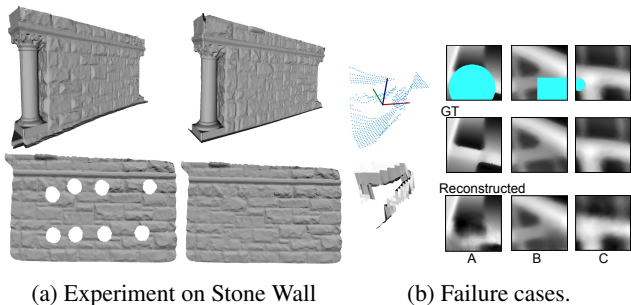 GT
Reconstructed
A B C
(a) Experiment on Stone Wall
(b) Failure cases.